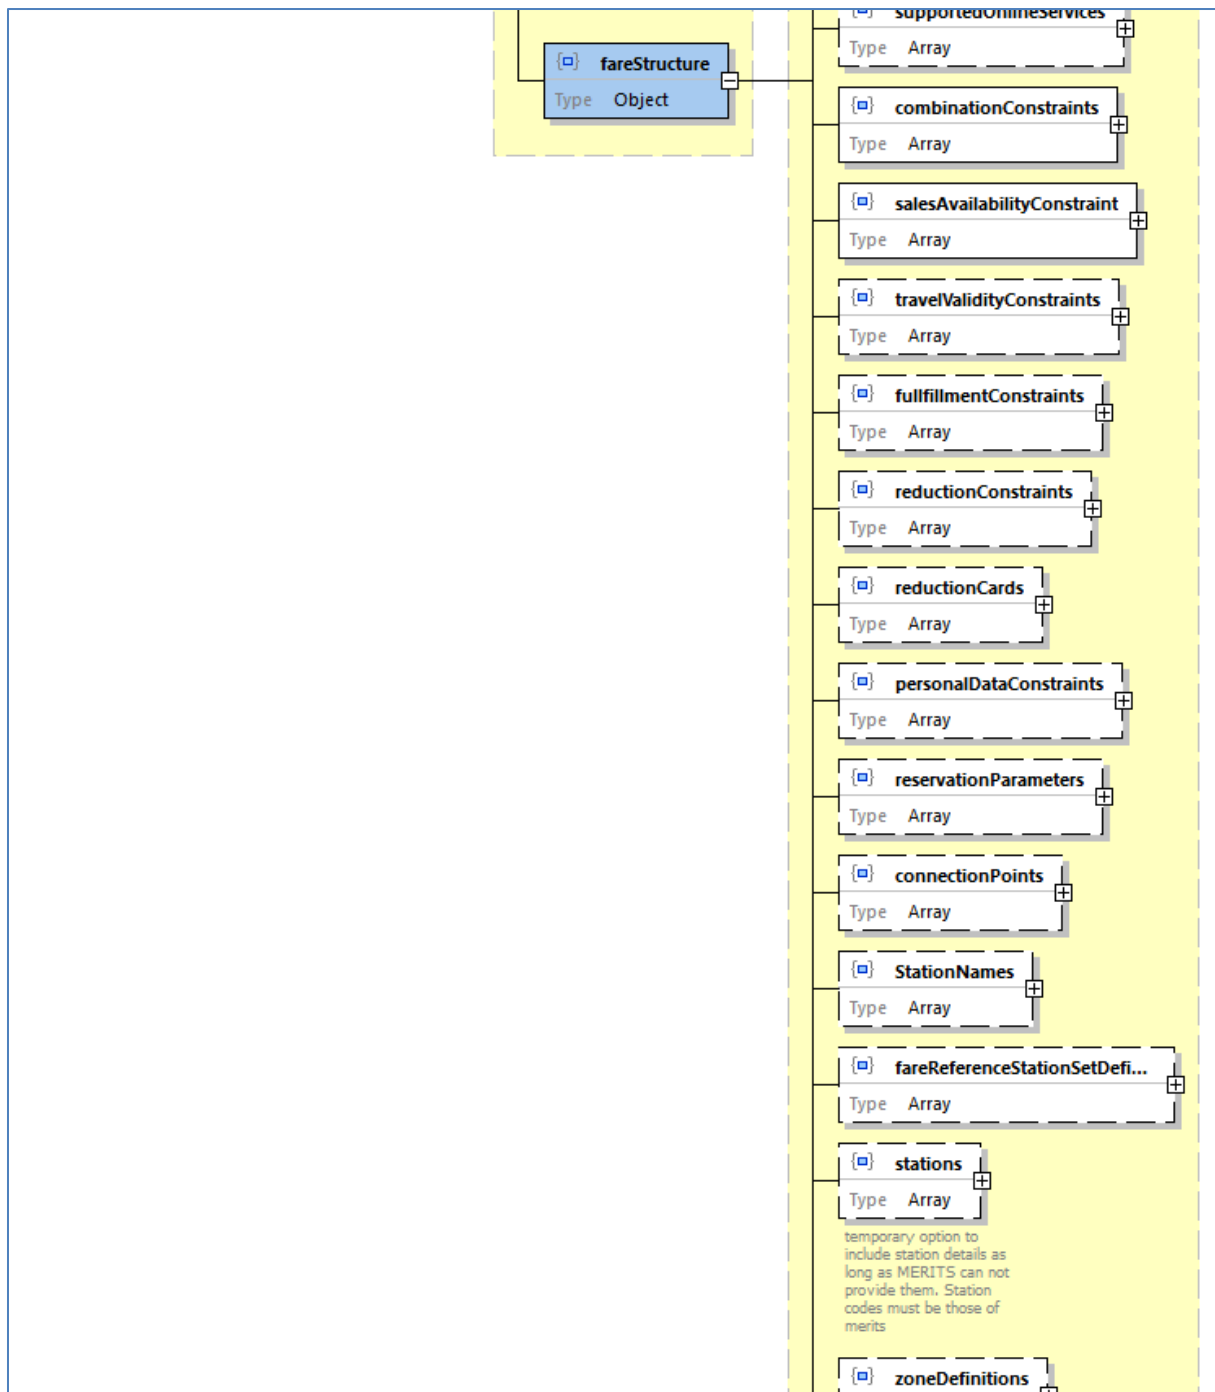 fareStructure
Type Object
supportedOnlineServices
Type Array
combinationConstraints
Type Array
salesAvailabilityConstraint
Type Array
travelValidityConstraints
Type Array
fullfillmentConstraints
Type Array
reductionConstraints
Type Array
reductionCards
Type Array
personalDataConstraints
Type Array
reservationParameters
Type Array
connectionPoints
Type Array
StationNames
Type Array
fareReferenceStationSetDefi...
Type Array
stations
Type Array
temporary option to
include station details as
long as MERITS can not
provide them. Station
codes must be those of
merits
zoneDefinitions